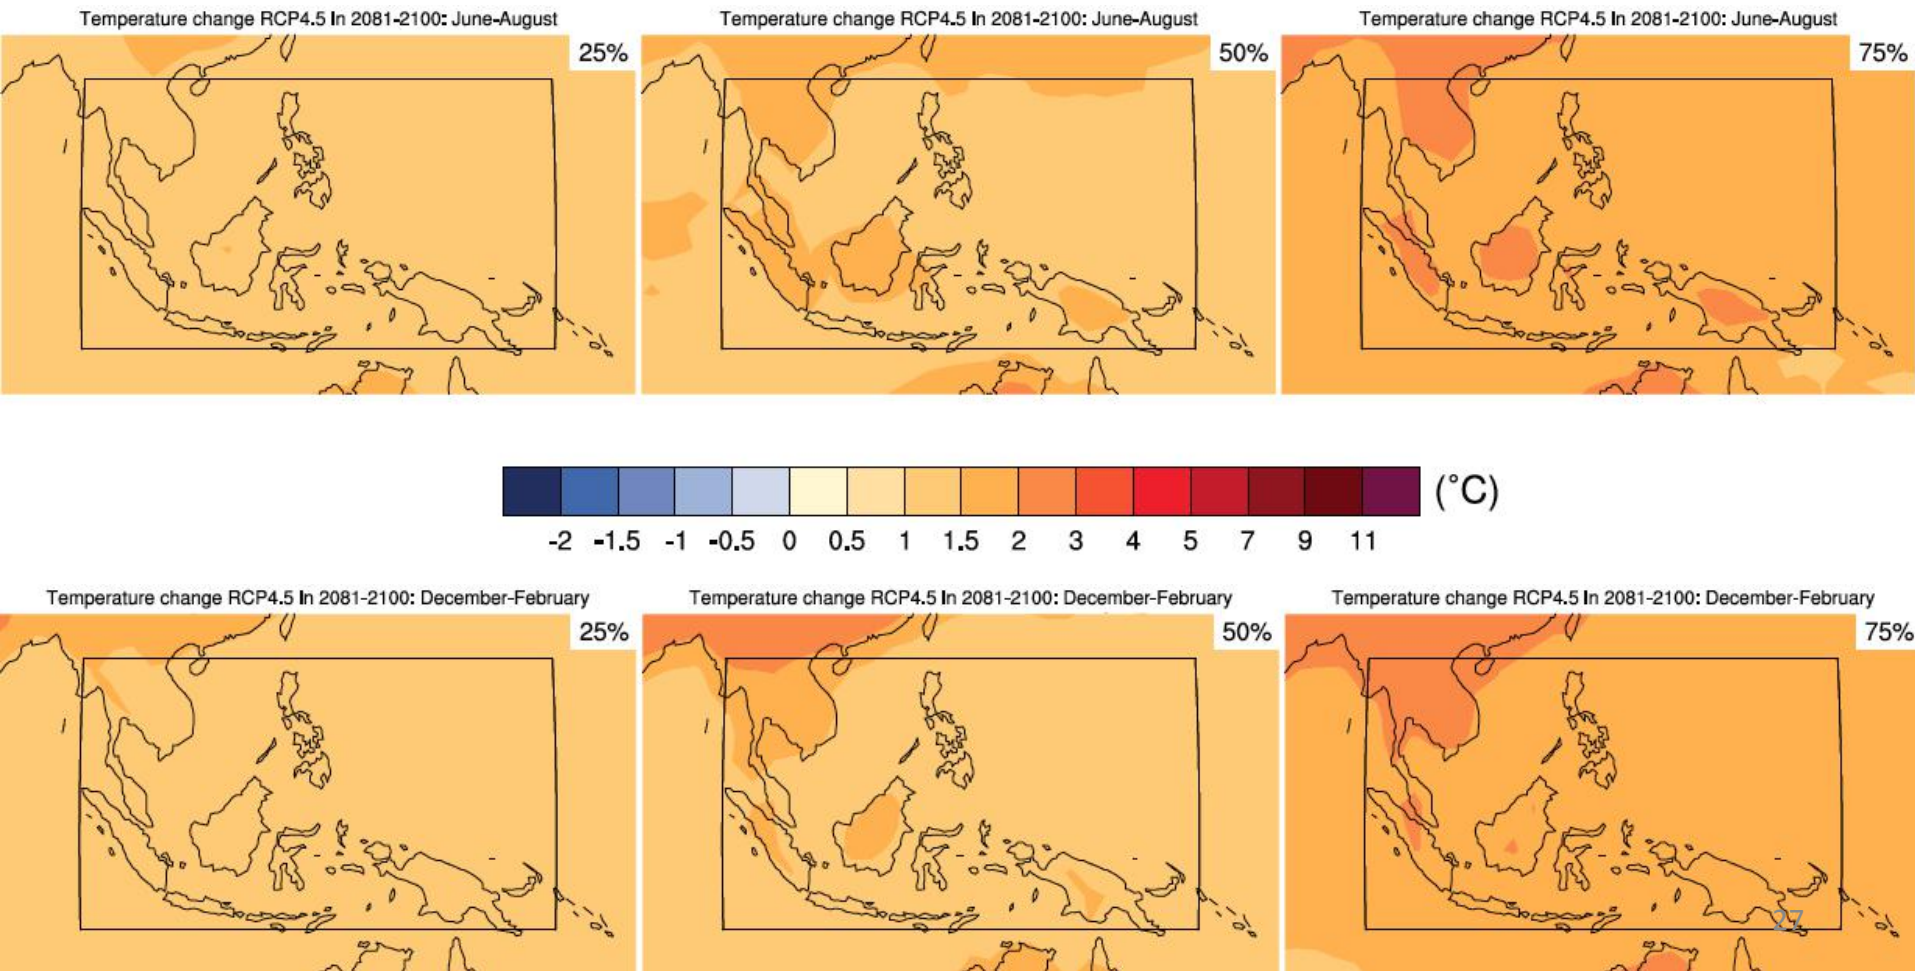 Temperature change RCP4.5 in 2081-2100: June-August
25%
Temperature change RCP4.5 in 2081-2100: June-August
50%
Temperature change RCP4.5 in 2081-2100: June-August
75%
(°C)
-2 -1.5 -1 -0.5 0 0.5 1 1.5 2 3 4 5 7 9 11
Temperature change RCP4.5 in 2081-2100: December-February
25%
Temperature change RCP4.5 in 2081-2100: December-February
50%
Temperature change RCP4.5 in 2081-2100: December-February
75%
27